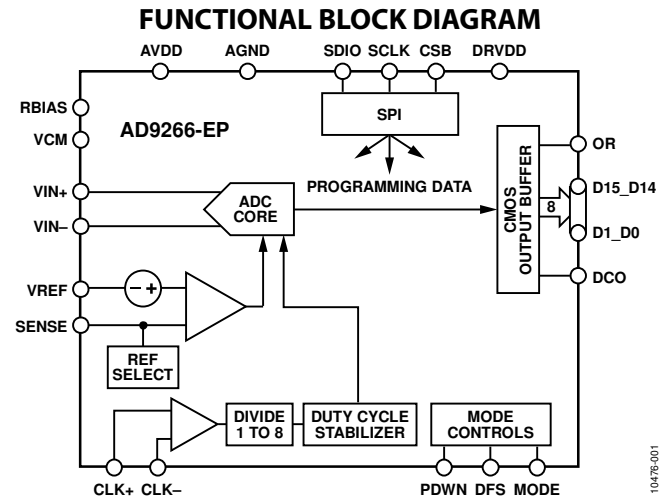 FUNCTIONAL BLOCK DIAGRAM
AVDD AGND SDIO SCLK CSB DRVDD
RBIAS
VCM
AD9266-EP
SPI
PROGRAMMING DATA
VIN+
VIN–
ADC
CORE
CMOS
OUTPUT BUFFER
OR
D15_D14
8
D1_D0
DCO
VREF
– +
SENSE
REF
SELECT
DIVIDE
1 TO 8
DUTY CYCLE
STABILIZER
MODE
CONTROLS
CLK+ CLK– PDWN DFS MODE
10476-001